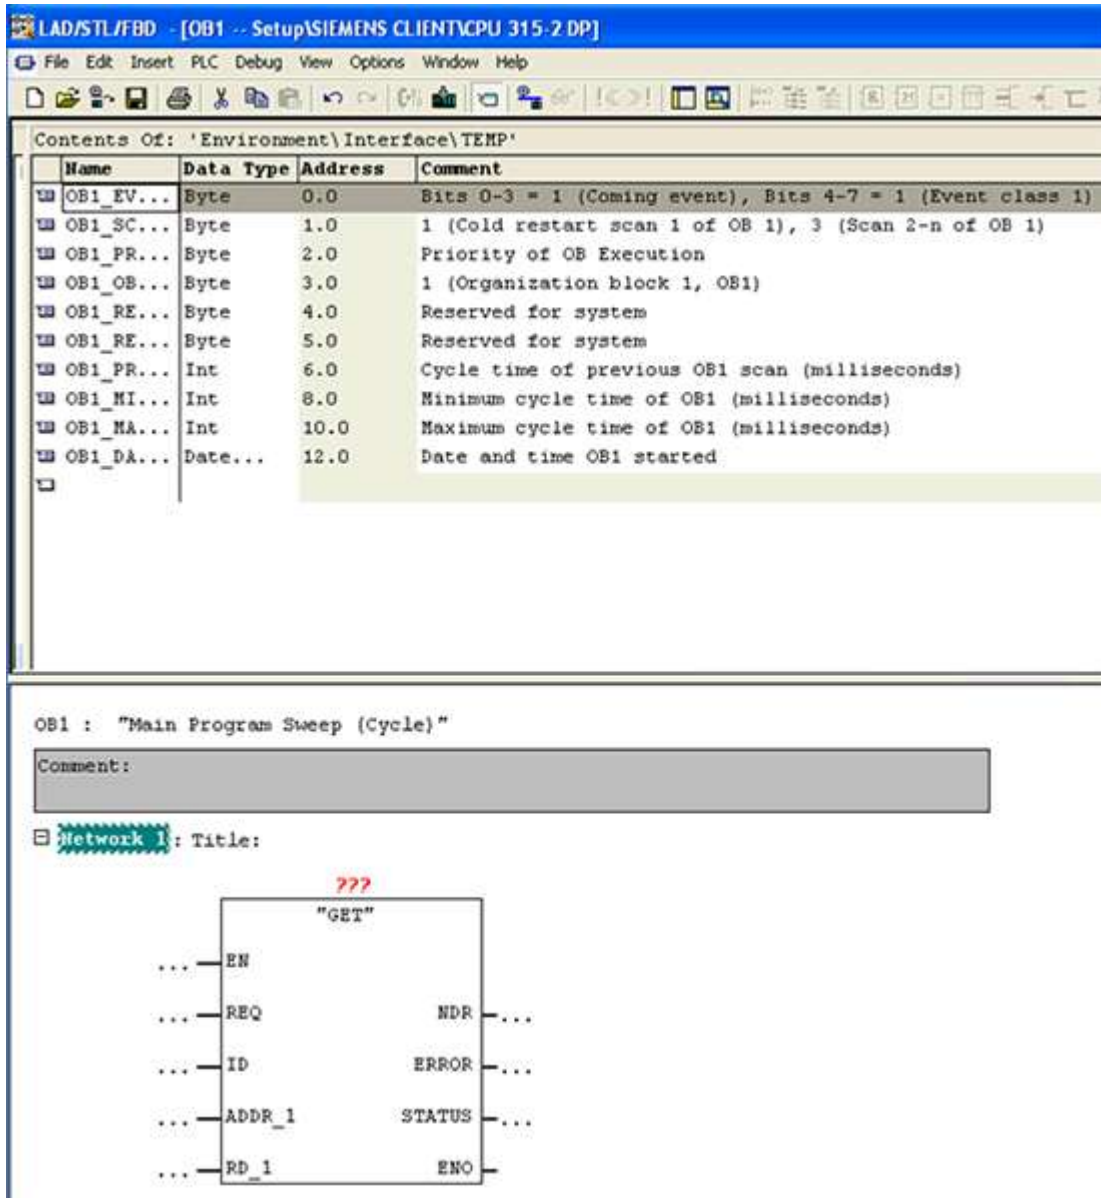 LAD/STL/FBD - [OB1 -- Setup\SIEMENS CLIENT\CPU 315-2 DP]
File Edit Insert PLC Debug View Options Window Help
Contents Of: 'Environment\Interface\TEMP'
Name Data Type Address Comment
OB1_EV... Byte 0.0 Bits 0-3 = 1 (Coming event), Bits 4-7 = 1 (Event class 1)
OB1_SC... Byte 1.0 1 (Cold restart scan 1 of OB 1), 3 (Scan 2-n of OB 1)
OB1_PR... Byte 2.0 Priority of OB Execution
OB1_OB... Byte 3.0 1 (Organization block 1, OB1)
OB1_RE... Byte 4.0 Reserved for system
OB1_RE... Byte 5.0 Reserved for system
OB1_PR... Int 6.0 Cycle time of previous OB1 scan (milliseconds)
OB1_MI... Int 8.0 Minimum cycle time of OB1 (milliseconds)
OB1_MA... Int 10.0 Maximum cycle time of OB1 (milliseconds)
OB1_DA... Date... 12.0 Date and time OB1 started
OB1 : "Main Program Sweep (Cycle)"
Comment:
Network 1: Title:
???
"GET"
... EN
... REQ NDR ...
... ID ERROR ...
... ADDR_1 STATUS ...
... RD_1 ENO